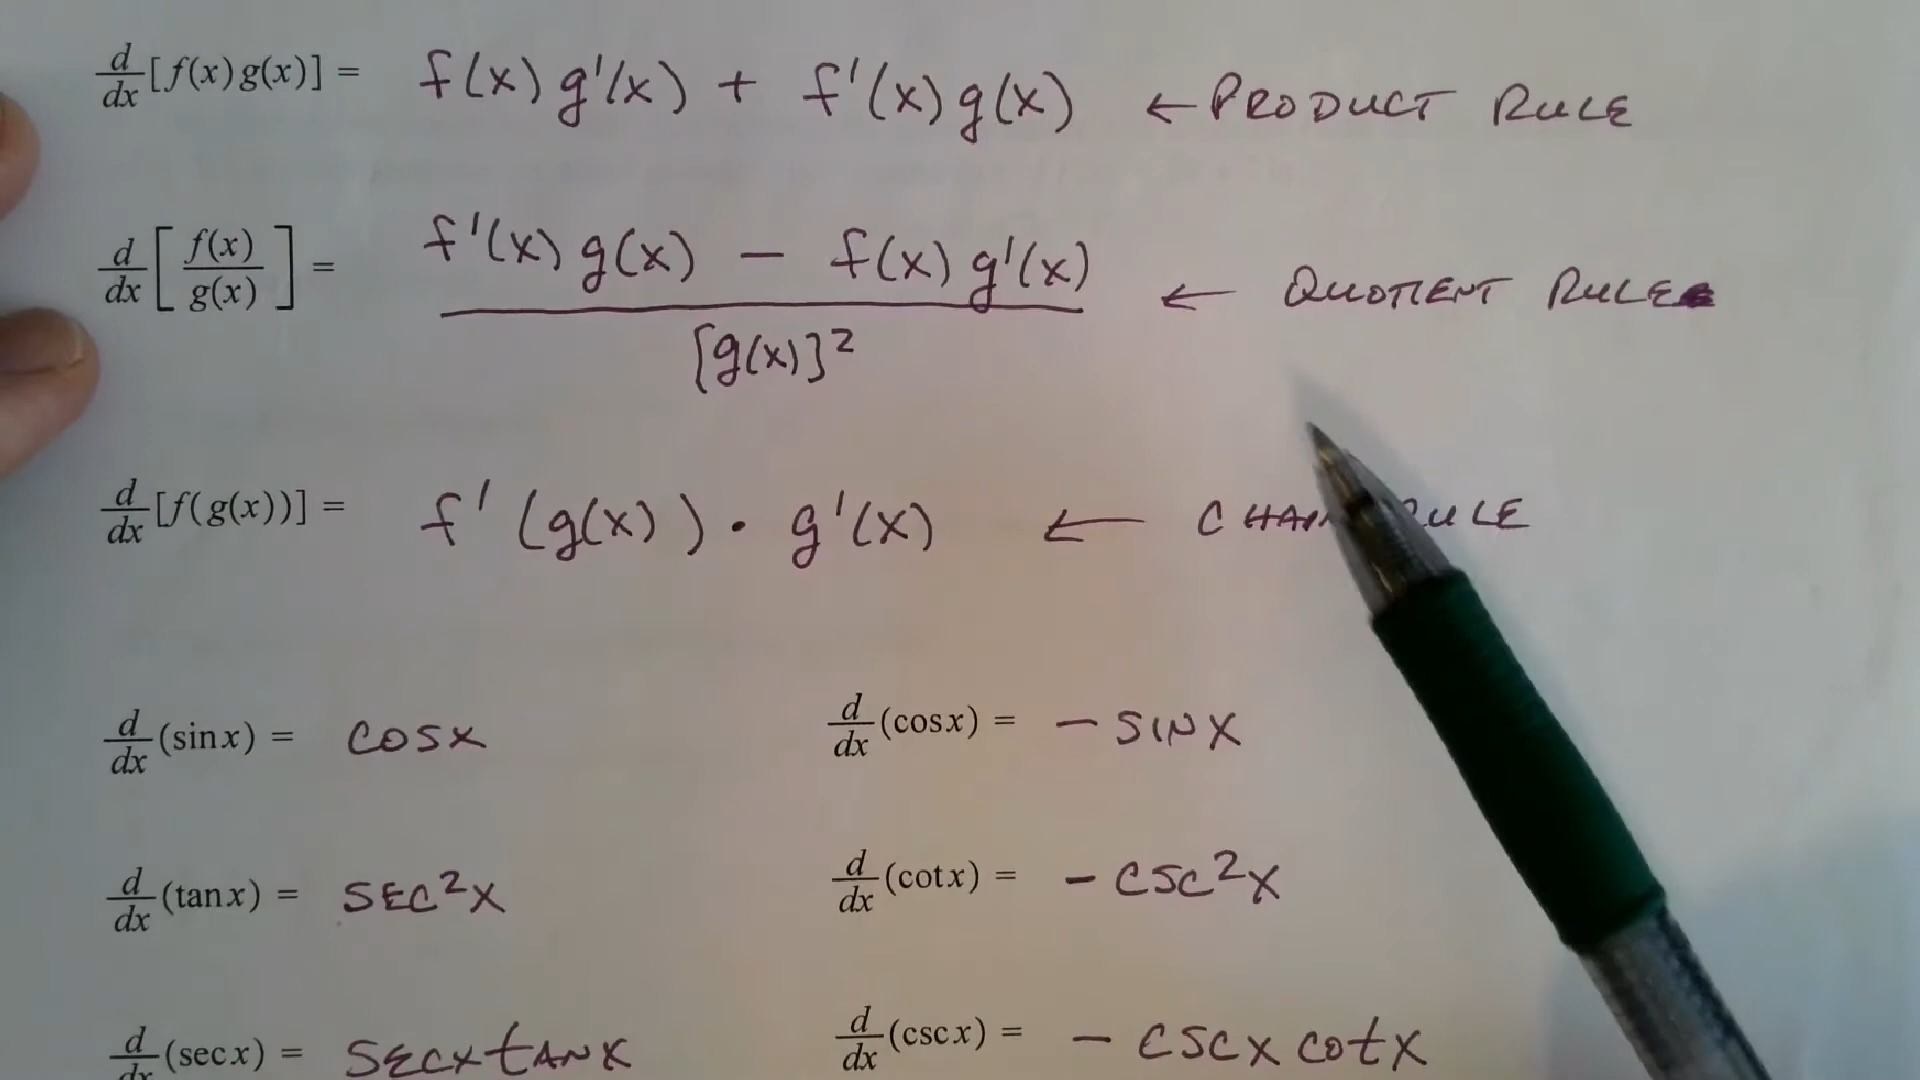 d/dx [f(x)g(x)] = f(x) g'(x) + f'(x) g(x) ← PRODUCT RULE
d/dx [f(x)/g(x)] = (f'(x) g(x) − f(x) g'(x)) / [g(x)]² ← QUOTIENT RULE
d/dx [f(g(x))] = f'(g(x)) · g'(x) ← RULE
d/dx (sin x) = COS X
d/dx (cos x) = − SIN X
d/dx (tan x) = SEC²X
d/dx (cot x) = − CSC²X
d/dx (sec x) = SECX TANX
d/dx (csc x) = − CSCX COTX